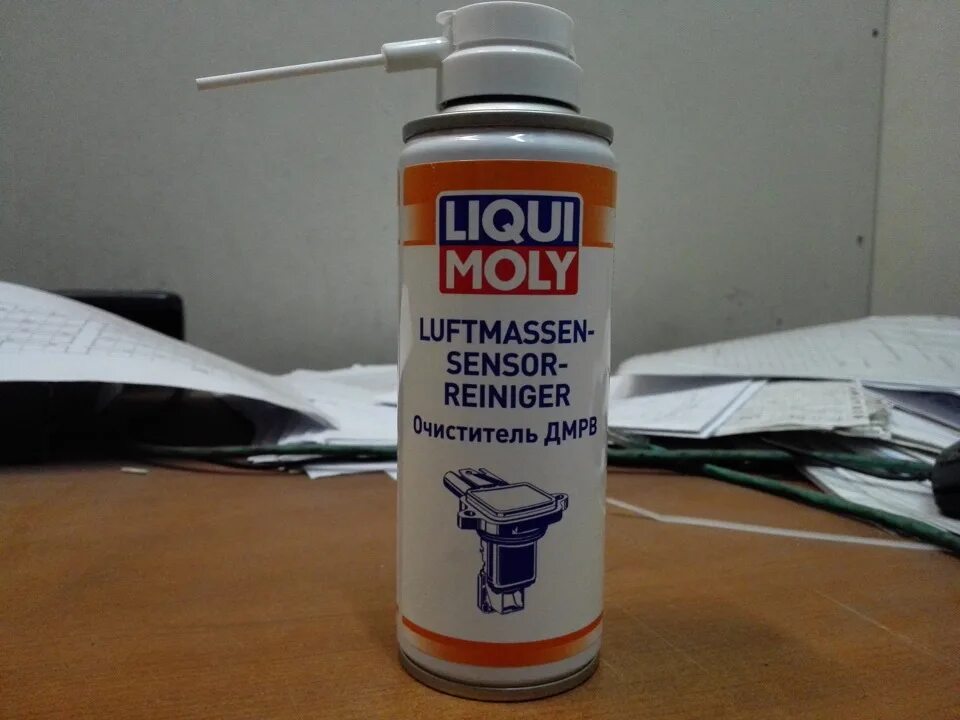 LIQUI
MOLY
LUFTMASSEN-
SENSOR-
REINIGER
Очиститель ДМРВ